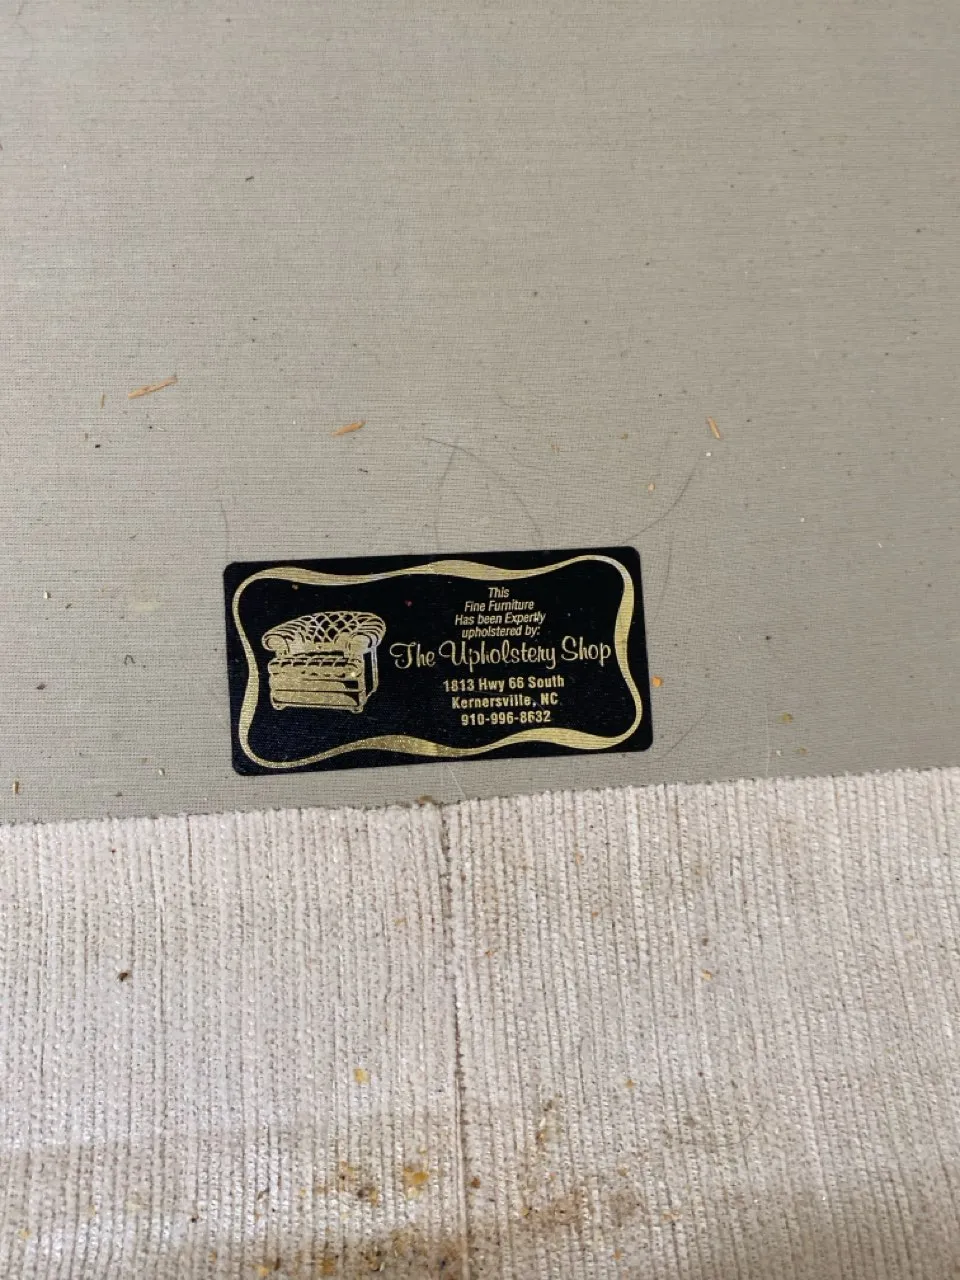 This
Fine Furniture
Has been Expertly
upholstered by:
The Upholstery Shop
1813 Hwy 66 South
Kernersville, NC
910-996-8632